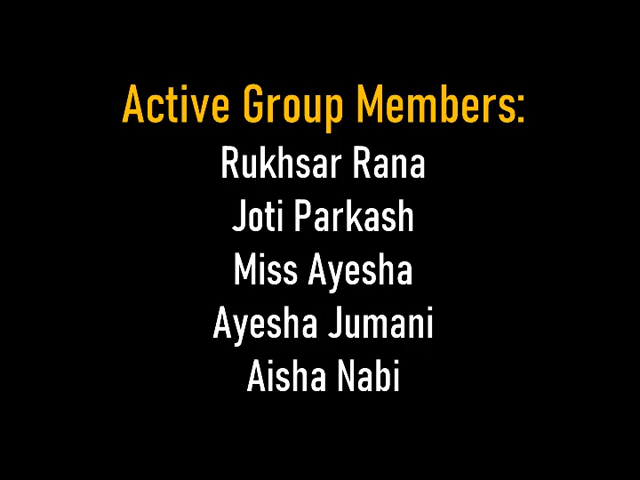 Active Group Members:
Rukhsar Rana
Joti Parkash
Miss Ayesha
Ayesha Jumani
Aisha Nabi